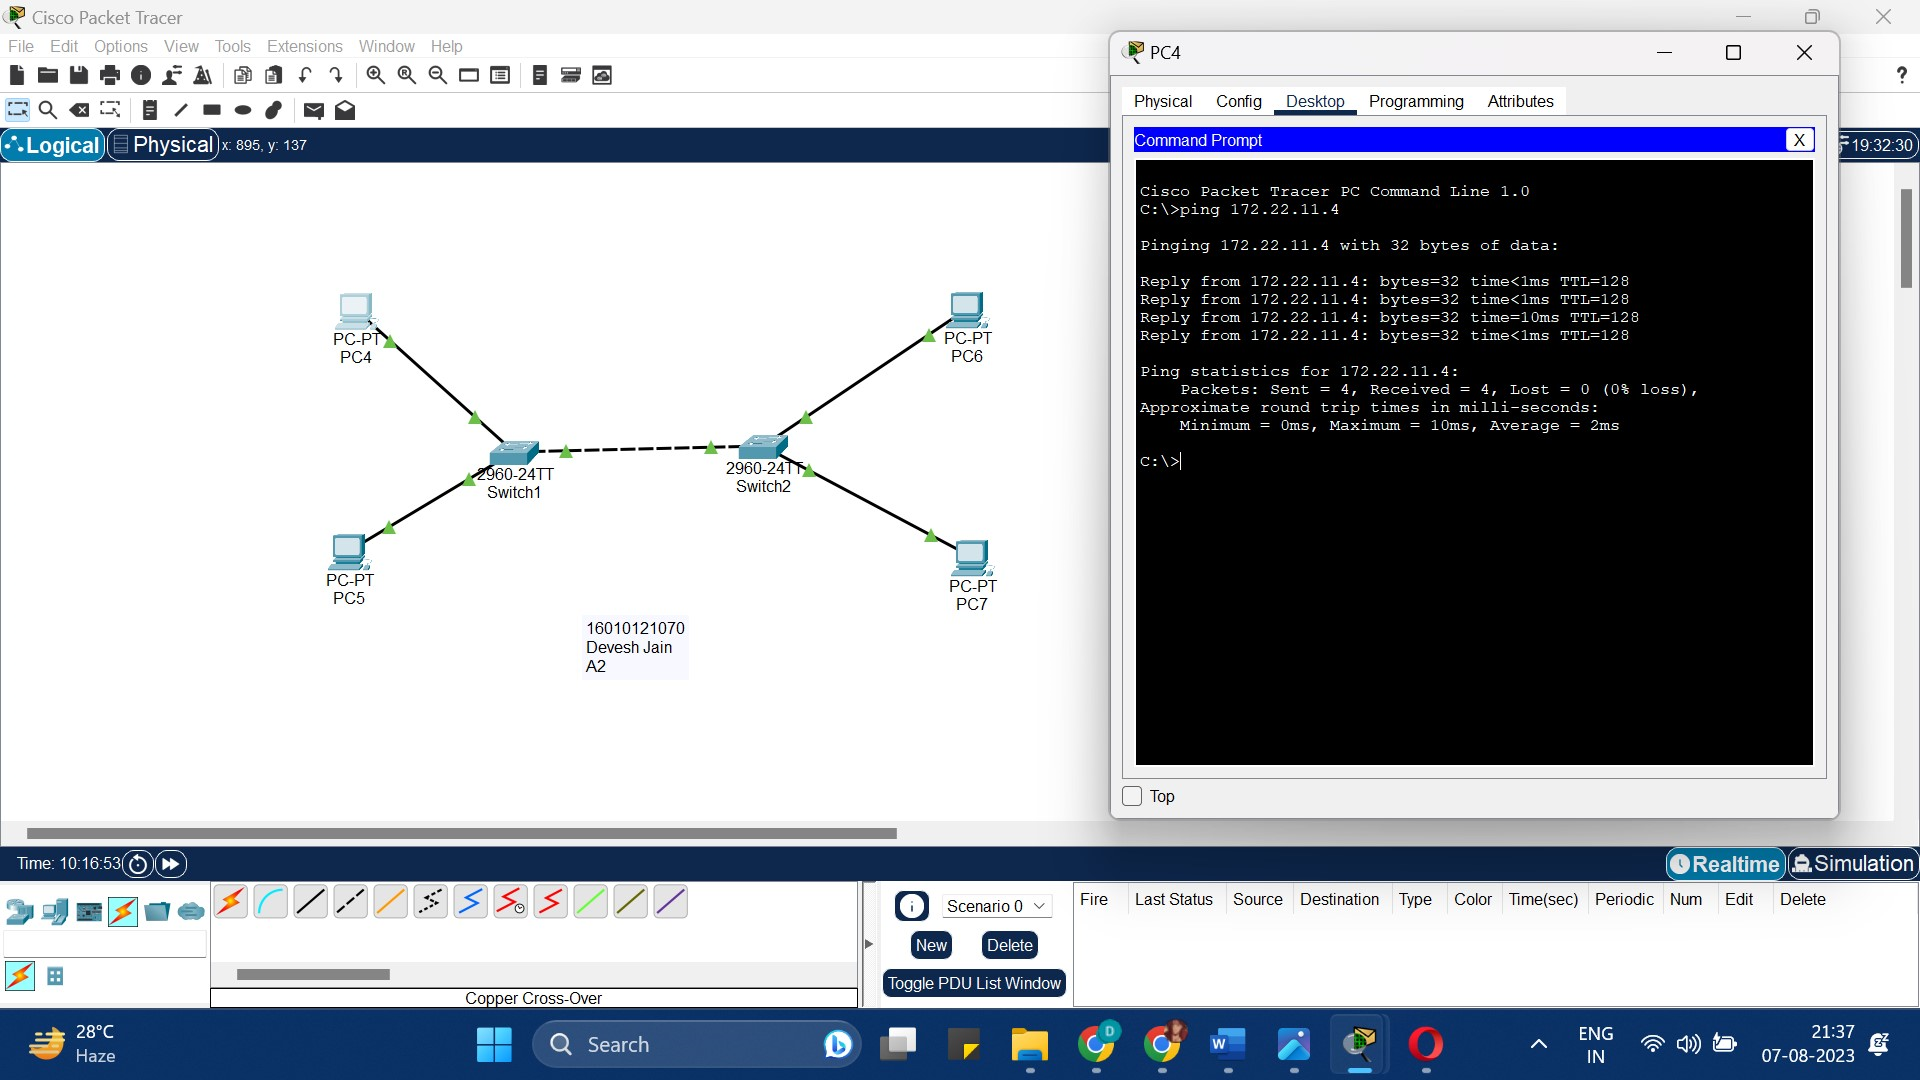 Cisco Packet Tracer
File Edit Options View Tools Extensions Window Help
?
Logical Physical x: 895, y: 137
19:32:30
PC4
Physical Config Desktop Programming Attributes
Command Prompt X
Cisco Packet Tracer PC Command Line 1.0
C:\>ping 172.22.11.4
Pinging 172.22.11.4 with 32 bytes of data:
Reply from 172.22.11.4: bytes=32 time<1ms TTL=128
Reply from 172.22.11.4: bytes=32 time<1ms TTL=128
Reply from 172.22.11.4: bytes=32 time=10ms TTL=128
Reply from 172.22.11.4: bytes=32 time<1ms TTL=128
Ping statistics for 172.22.11.4:
Packets: Sent = 4, Received = 4, Lost = 0 (0% loss),
Approximate round trip times in milli-seconds:
Minimum = 0ms, Maximum = 10ms, Average = 2ms
C:\>
Top
PC-PT
PC4
PC-PT
PC6
2960-24TT
Switch1
2960-24TT
Switch2
PC-PT
PC5
PC-PT
PC7
16010121070
Devesh Jain
A2
Time: 10:16:53
Realtime Simulation
Scenario 0
New Delete
Toggle PDU List Window
Fire Last Status Source Destination Type Color Time(sec) Periodic Num Edit Delete
Copper Cross-Over
28°C
Haze
Search
D
W
ENG
IN
21:37
07-08-2023